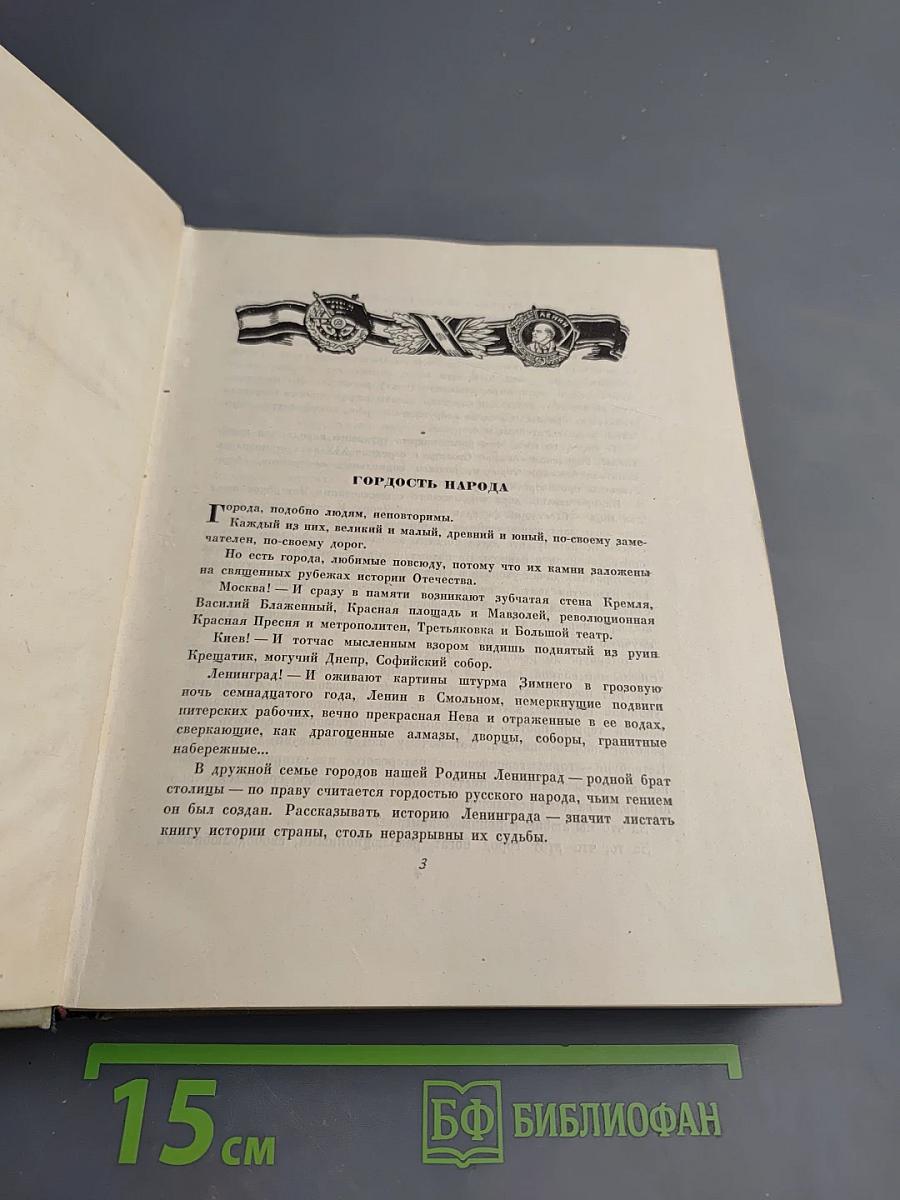 ЛЕНИН
ГОРДОСТЬ НАРОДА
Города, подобно людям, неповторимы.
Каждый из них, великий и малый, древний и юный, по-своему заме-
чателен, по-своему дорог.
Но есть города, любимые повсюду, потому что их камни заложены
на священных рубежах истории Отечества.
Москва! — И сразу в памяти возникают зубчатая стена Кремля,
Василий Блаженный, Красная площадь и Мавзолей, революционная
Красная Пресня и метрополитен, Третьяковка и Большой театр.
Киев! — И тотчас мысленным взором видишь поднятый из руин
Крещатик, могучий Днепр, Софийский собор.
Ленинград! — И оживают картины штурма Зимнего в грозовую
ночь семнадцатого года, Ленин в Смольном, немеркнущие подвиги
питерских рабочих, вечно прекрасная Нева и отраженные в ее водах,
сверкающие, как драгоценные алмазы, дворцы, соборы, гранитные
набережные...
В дружной семье городов нашей Родины Ленинград — родной брат
столицы — по праву считается гордостью русского народа, чьим гением
он был создан. Рассказывать историю Ленинграда — значит листать
книгу истории страны, столь неразрывны их судьбы.
3
15 см
БФ БИБЛИОФАН